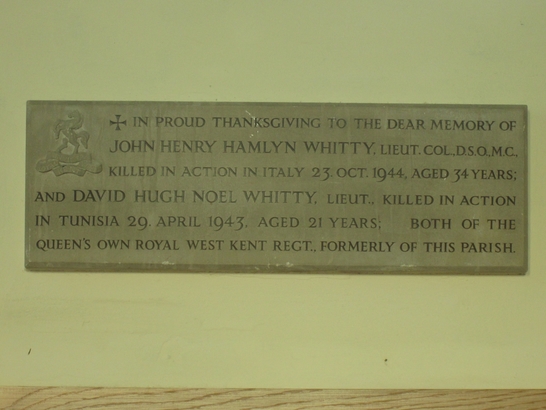 ✠ IN PROUD THANKSGIVING TO THE DEAR MEMORY OF
JOHN HENRY HAMLYN WHITTY, LIEUT. COL., D.S.O., M.C.,
KILLED IN ACTION IN ITALY 23. OCT. 1944, AGED 34 YEARS;
AND DAVID HUGH NOEL WHITTY, LIEUT., KILLED IN ACTION
IN TUNISIA 29. APRIL 1943, AGED 21 YEARS; BOTH OF THE
QUEEN'S OWN ROYAL WEST KENT REGT., FORMERLY OF THIS PARISH.